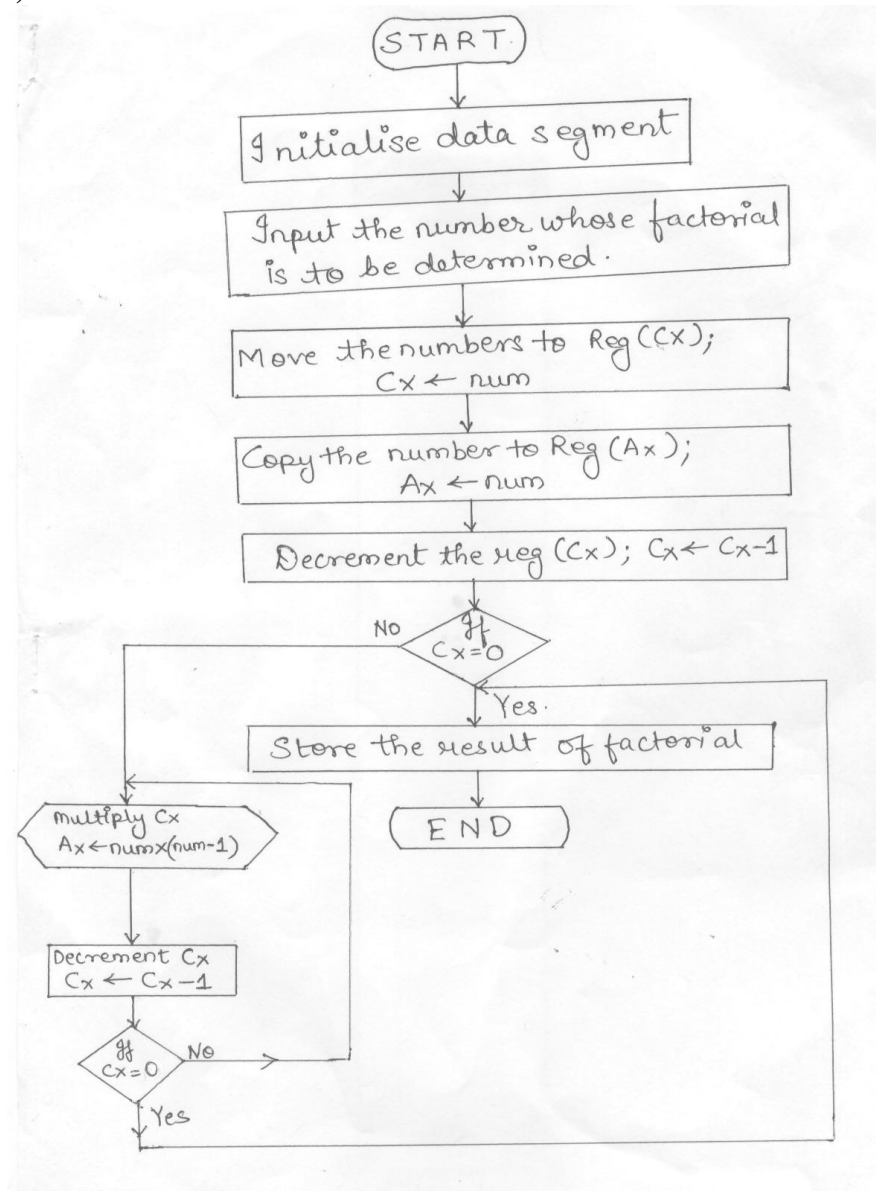 START
Initialise data segment
Input the number whose factorial
is to be determined.
Move the numbers to Reg (CX);
CX ← num
Copy the number to Reg (AX);
AX ← num
Decrement the reg (CX); CX ← CX-1
If
CX=0
NO
Yes.
Store the result of factorial
END
multiply CX
AX ← num x (num-1)
Decrement CX
CX ← CX-1
If
CX=0
NO
Yes